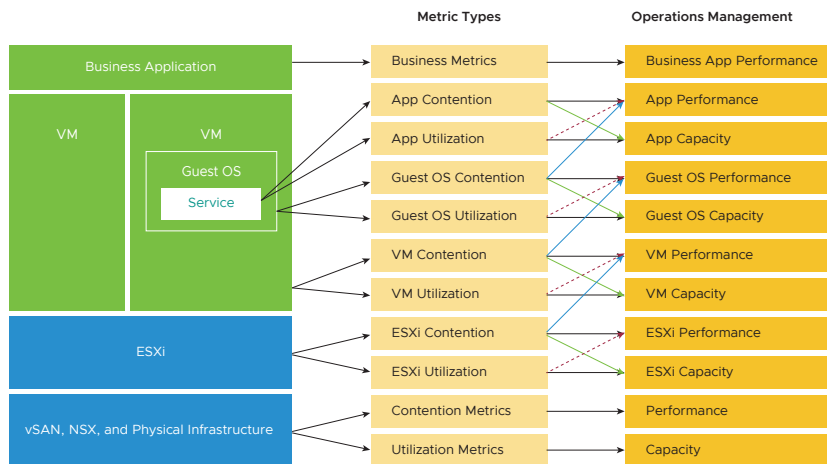 Metric Types
Operations Management
Business Application
Business Metrics
Business App Performance
VM
VM
Guest OS
Service
App Contention
App Performance
App Utilization
App Capacity
Guest OS Contention
Guest OS Performance
Guest OS Utilization
Guest OS Capacity
VM Contention
VM Performance
VM Utilization
VM Capacity
ESXi
ESXi Contention
ESXi Performance
ESXi Utilization
ESXi Capacity
vSAN, NSX, and Physical Infrastructure
Contention Metrics
Performance
Utilization Metrics
Capacity